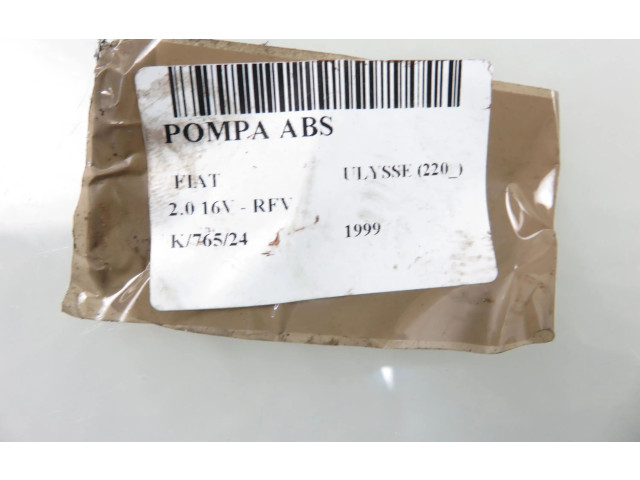 POMPA ABS
FIAT ULYSSE (220_)
2.0 16V - RFV
K/765/24 1999